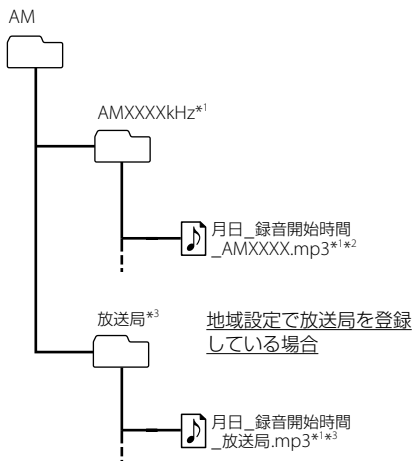 AM
AMXXXXkHz*1
月日_録音開始時間
_AMXXXX.mp3*1*2
放送局*3
地域設定で放送局を登録
している場合
月日_録音開始時間
_放送局.mp3*1*3